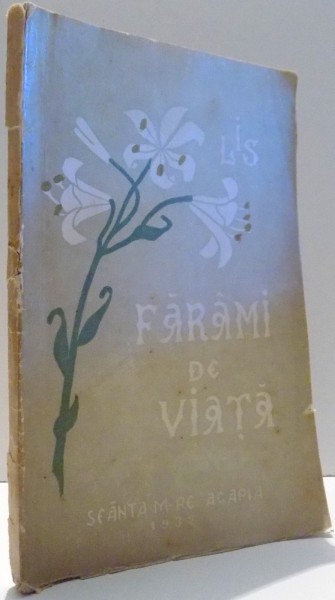 LiS
FĂRÂMI
DE
ViAȚĂ
SFÂNTA M-RE AGAPIA